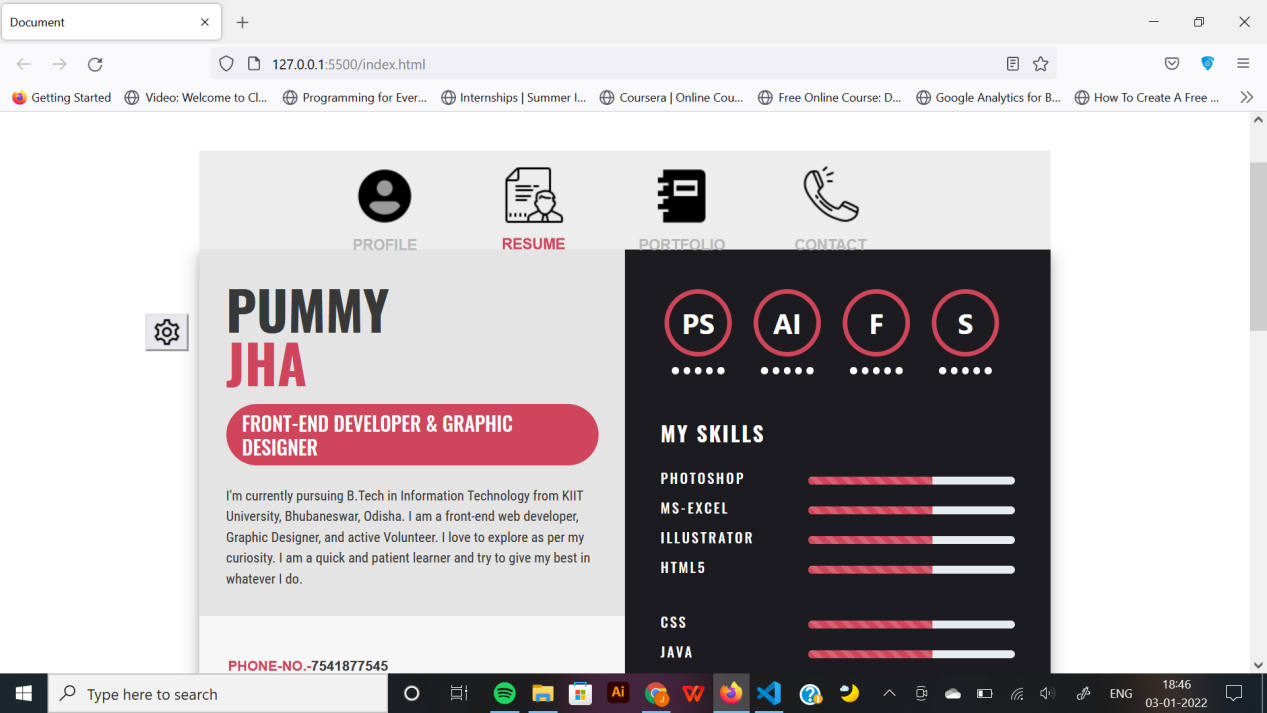 Document
127.0.0.1:5500/index.html
Getting Started
Video: Welcome to Cl...
Programming for Ever...
Internships | Summer I...
Coursera | Online Cou...
Free Online Course: D...
Google Analytics for B...
How To Create A Free ...
PROFILE
RESUME
PORTFOLIO
CONTACT
PUMMY
JHA
FRONT-END DEVELOPER & GRAPHIC
DESIGNER
I'm currently pursuing B.Tech in Information Technology from KIIT
University, Bhubaneswar, Odisha. I am a front-end web developer,
Graphic Designer, and active Volunteer. I love to explore as per my
curiosity. I am a quick and patient learner and try to give my best in
whatever I do.
PHONE-NO.-7541877545
PS
AI
F
S
MY SKILLS
PHOTOSHOP
MS-EXCEL
ILLUSTRATOR
HTML5
CSS
JAVA
Type here to search
Ai
J
W
ENG
18:46
03-01-2022